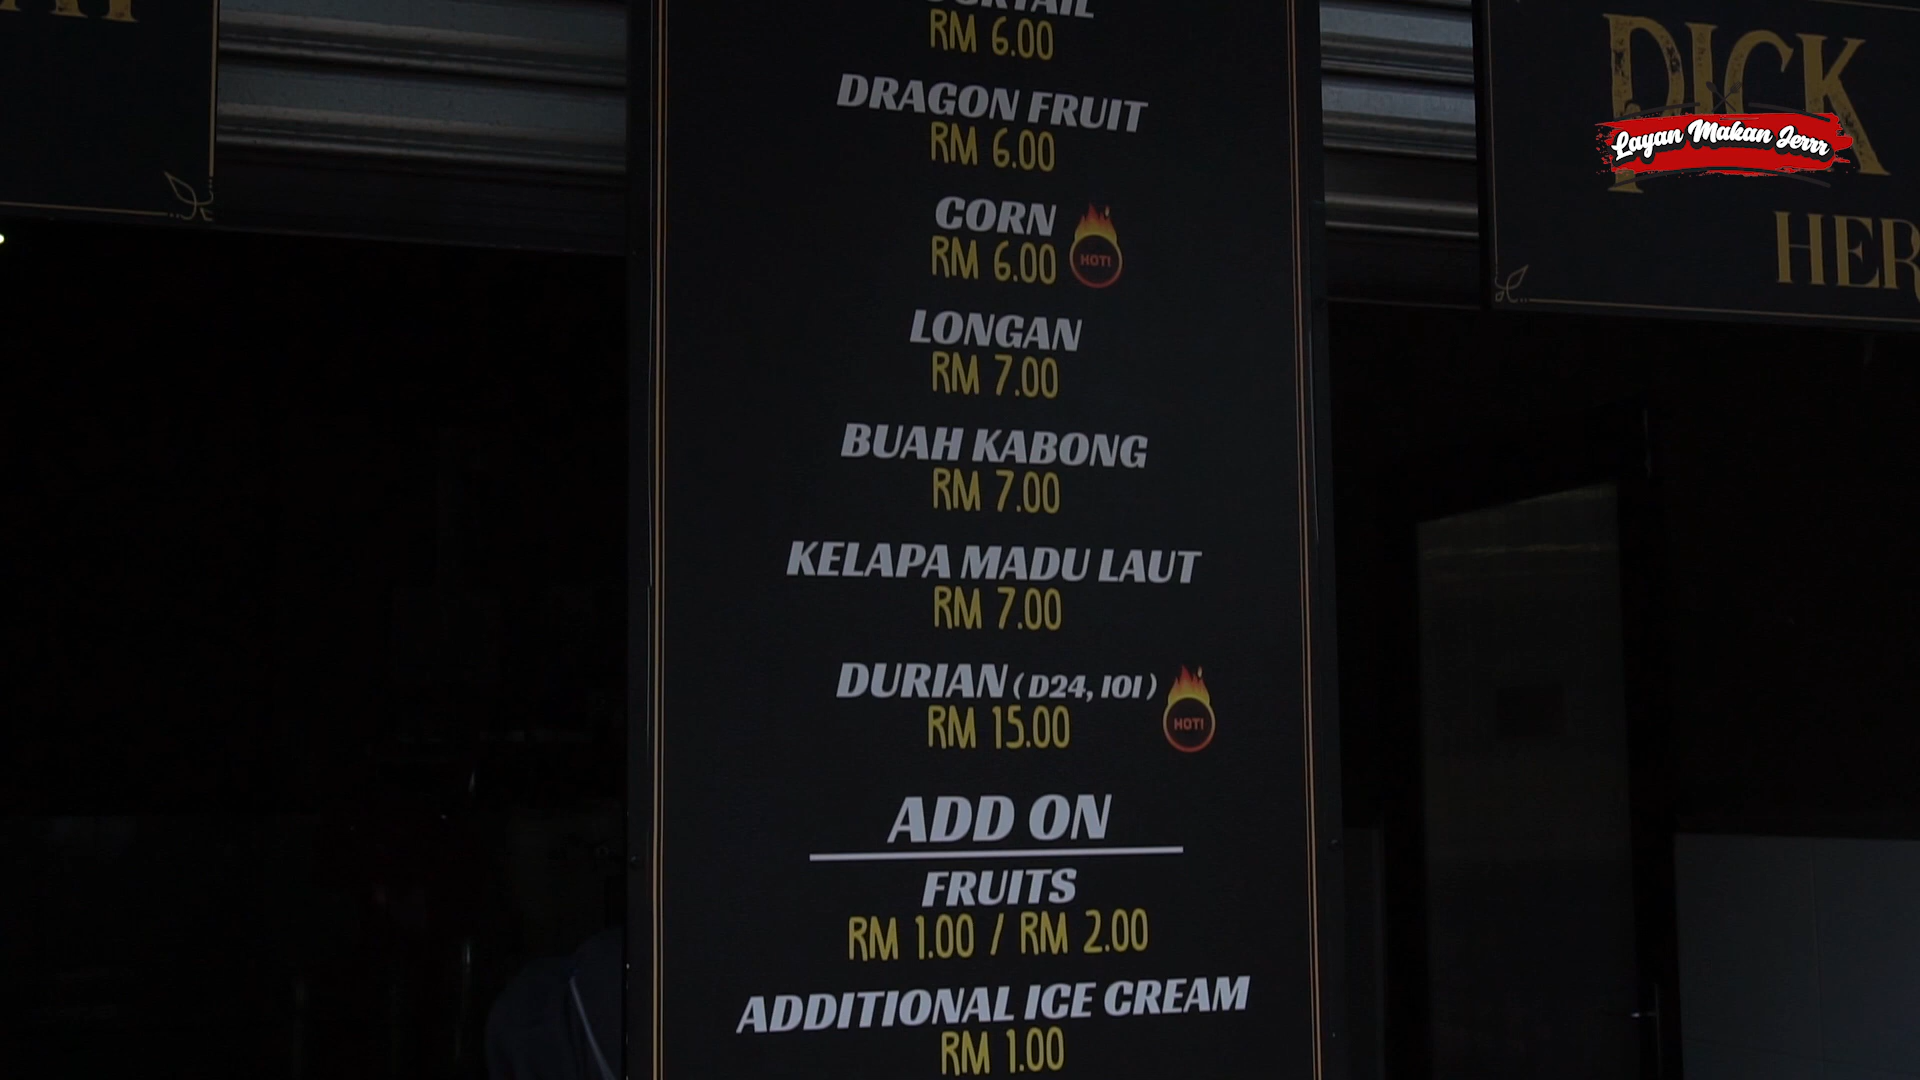 RM 6.00
DRAGON FRUIT
RM 6.00
CORN
RM 6.00
HOT!
LONGAN
RM 7.00
BUAH KABONG
RM 7.00
KELAPA MADU LAUT
RM 7.00
DURIAN ( D24, IOI )
RM 15.00
HOT!
ADD ON
FRUITS
RM 1.00 / RM 2.00
ADDITIONAL ICE CREAM
RM 1.00
PICK
Layan Makan Jerrr
HER